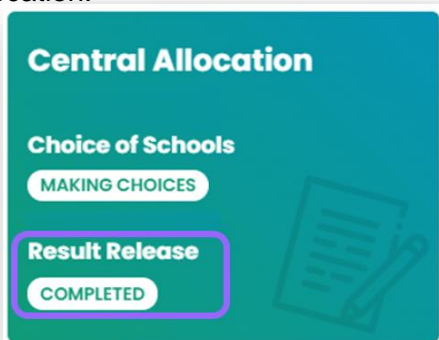 Central Allocation
Choice of Schools
MAKING CHOICES
Result Release
COMPLETED